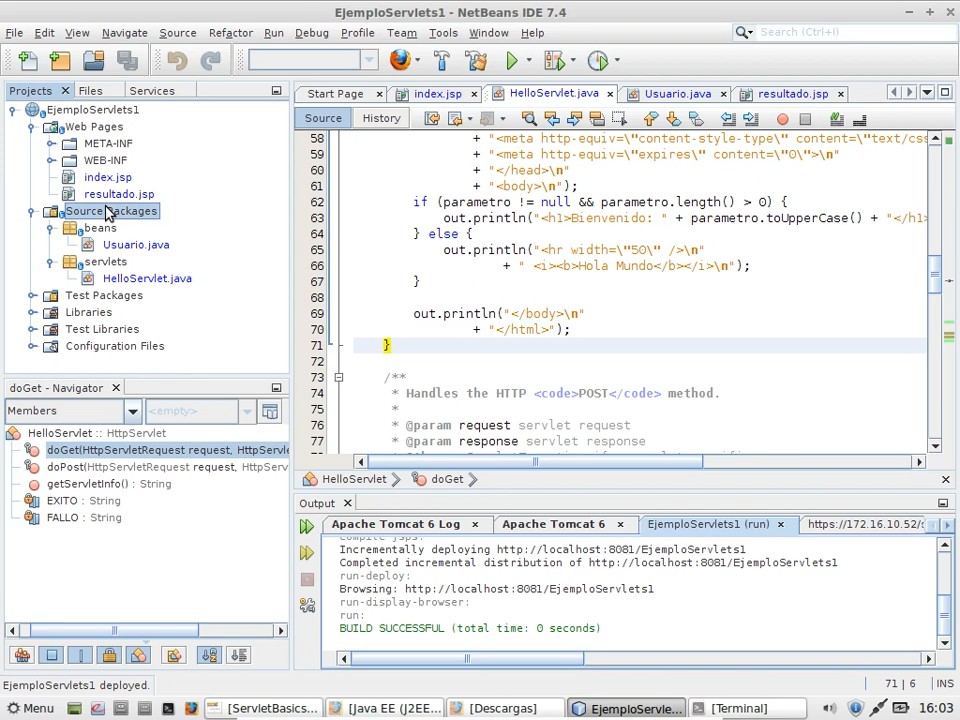 EjemploServlets1 - NetBeans IDE 7.4
File Edit View Navigate Source Refactor Run Debug Profile Team Tools Window Help
Search (Ctrl+I)
Projects Files Services
EjemploServlets1
Web Pages
META-INF
WEB-INF
index.jsp
resultado.jsp
Source Packages
beans
Usuario.java
servlets
HelloServlet.java
Test Packages
Libraries
Test Libraries
Configuration Files
doGet - Navigator
Members <empty>
HelloServlet :: HttpServlet
doGet(HttpServletRequest request, HttpServle
doPost(HttpServletRequest request, HttpServ
getServletInfo() : String
EXITO : String
FALLO : String
Start Page index.jsp HelloServlet.java Usuario.java resultado.jsp
Source History
58 + "<meta http-equiv=\"content-style-type\" content=\"text/css
59 + "<meta http-equiv=\"expires\" content=\"0\">\n"
60 + "</head>\n"
61 + "<body>\n");
62 if (parametro != null && parametro.length() > 0) {
63 out.println("<h1>Bienvenido: " + parametro.toUpperCase() + "</h1
64 } else {
65 out.println("<hr width=\"50\" />\n"
66 + " <i><b>Hola Mundo</b></i>\n");
67 }
68
69 out.println("</body>\n"
70 + "</html>");
71 }
72
73 /**
74 * Handles the HTTP <code>POST</code> method.
75 *
76 * @param request servlet request
77 * @param response servlet response
HelloServlet doGet
Output
Apache Tomcat 6 Log Apache Tomcat 6 EjemploServlets1 (run) https://172.16.10.52/s
compile-jsps:
Incrementally deploying http://localhost:8081/EjemploServlets1
Completed incremental distribution of http://localhost:8081/EjemploServlets1
run-deploy:
Browsing: http://localhost:8081/EjemploServlets1
run-display-browser:
run:
BUILD SUCCESSFUL (total time: 0 seconds)
EjemploServlets1 deployed. 71 | 6 INS
Menu [ServletBasics... [Java EE (J2EE... [Descargas] EjemploServle... [Terminal] 16:03